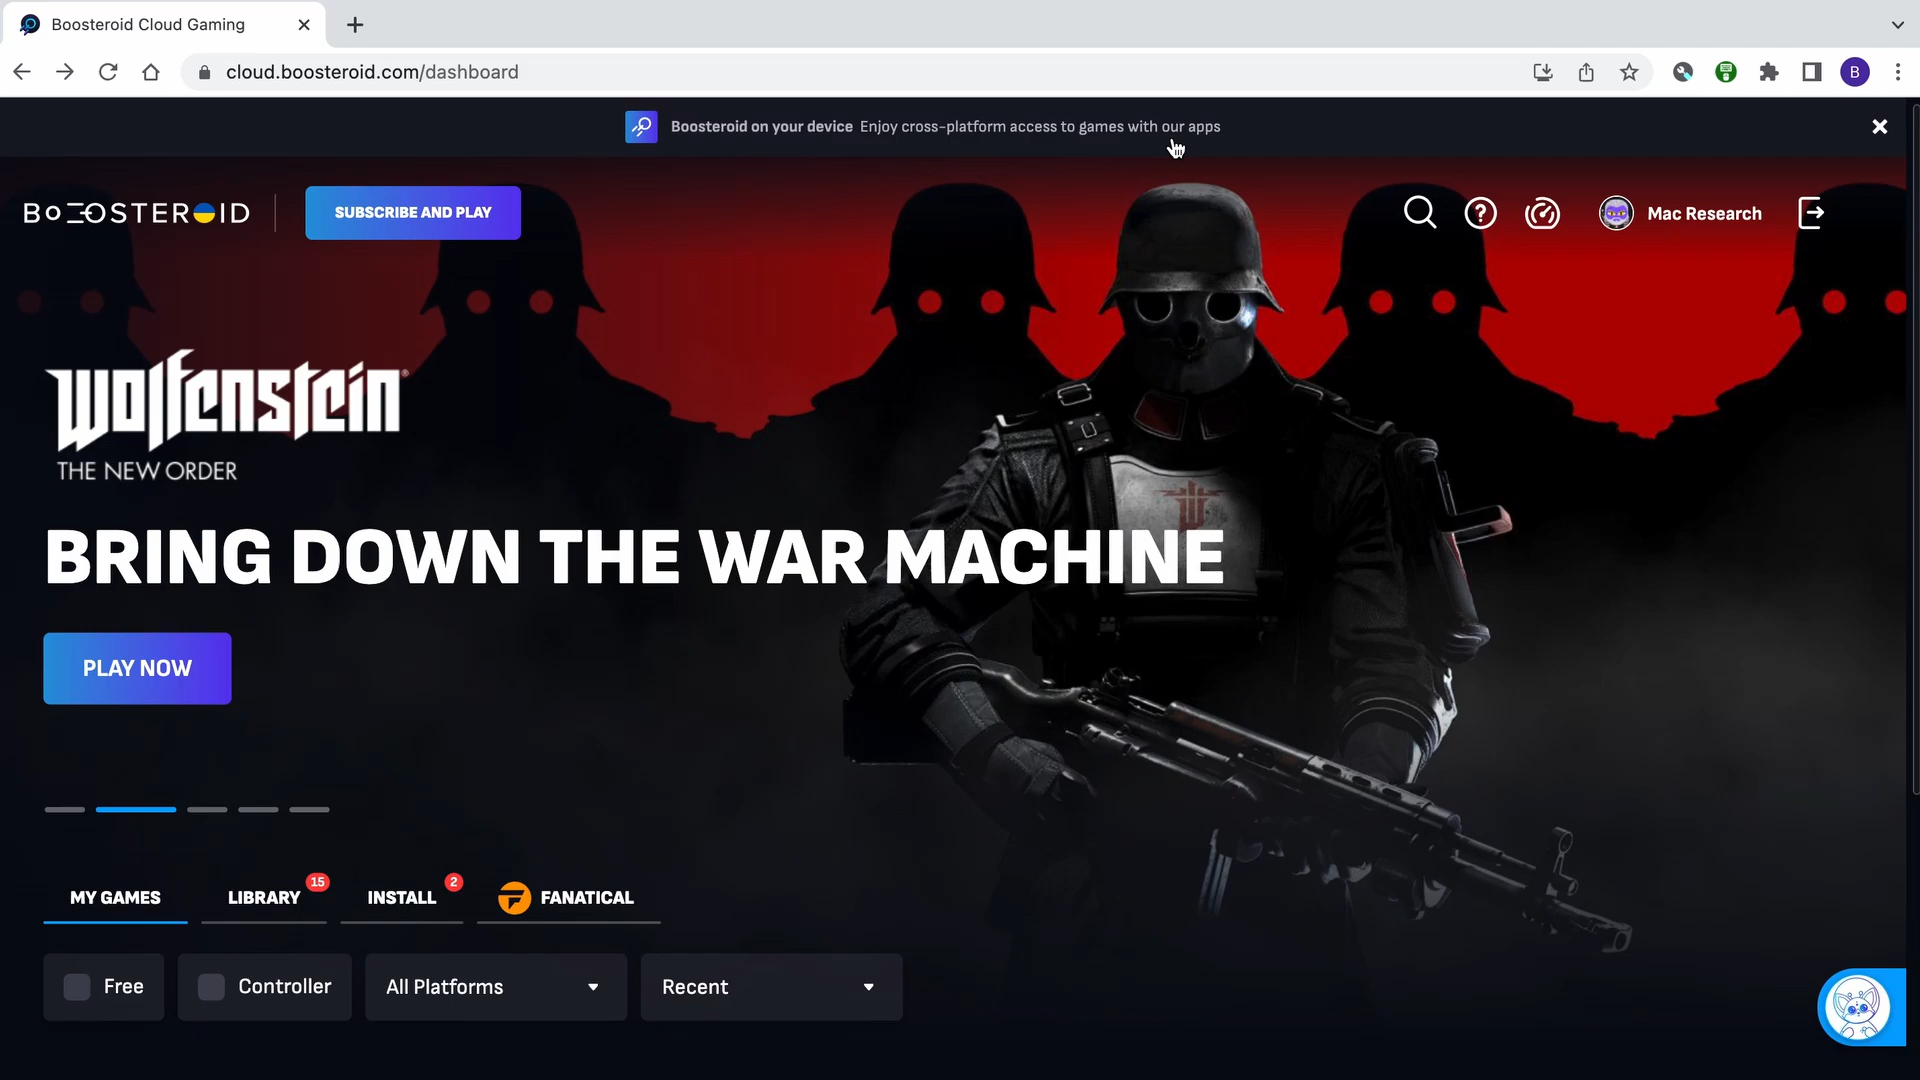 Boosteroid Cloud Gaming
cloud.boosteroid.com/dashboard
B
Boosteroid on your device Enjoy cross-platform access to games with our apps
BOOSTEROID
SUBSCRIBE AND PLAY
Mac Research
wolfenstein®
THE NEW ORDER
BRING DOWN THE WAR MACHINE
PLAY NOW
MY GAMES
LIBRARY 15
INSTALL 2
FANATICAL
Free
Controller
All Platforms
Recent